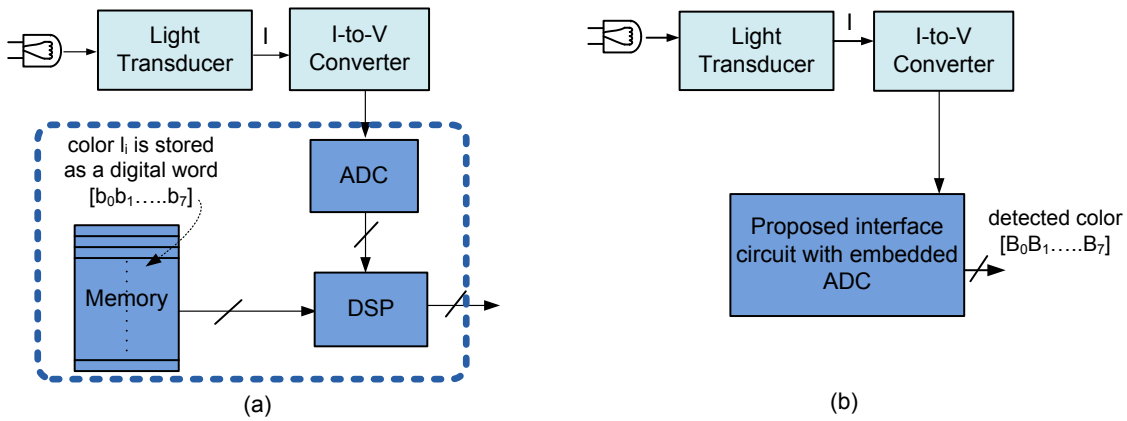 Light
Transducer
I
I-to-V
Converter
color lᵢ is stored
as a digital word
[b₀b₁…..b₇]
ADC
Memory
DSP
(a)
Light
Transducer
I
I-to-V
Converter
Proposed interface
circuit with embedded
ADC
detected color
[B₀B₁…..B₇]
(b)